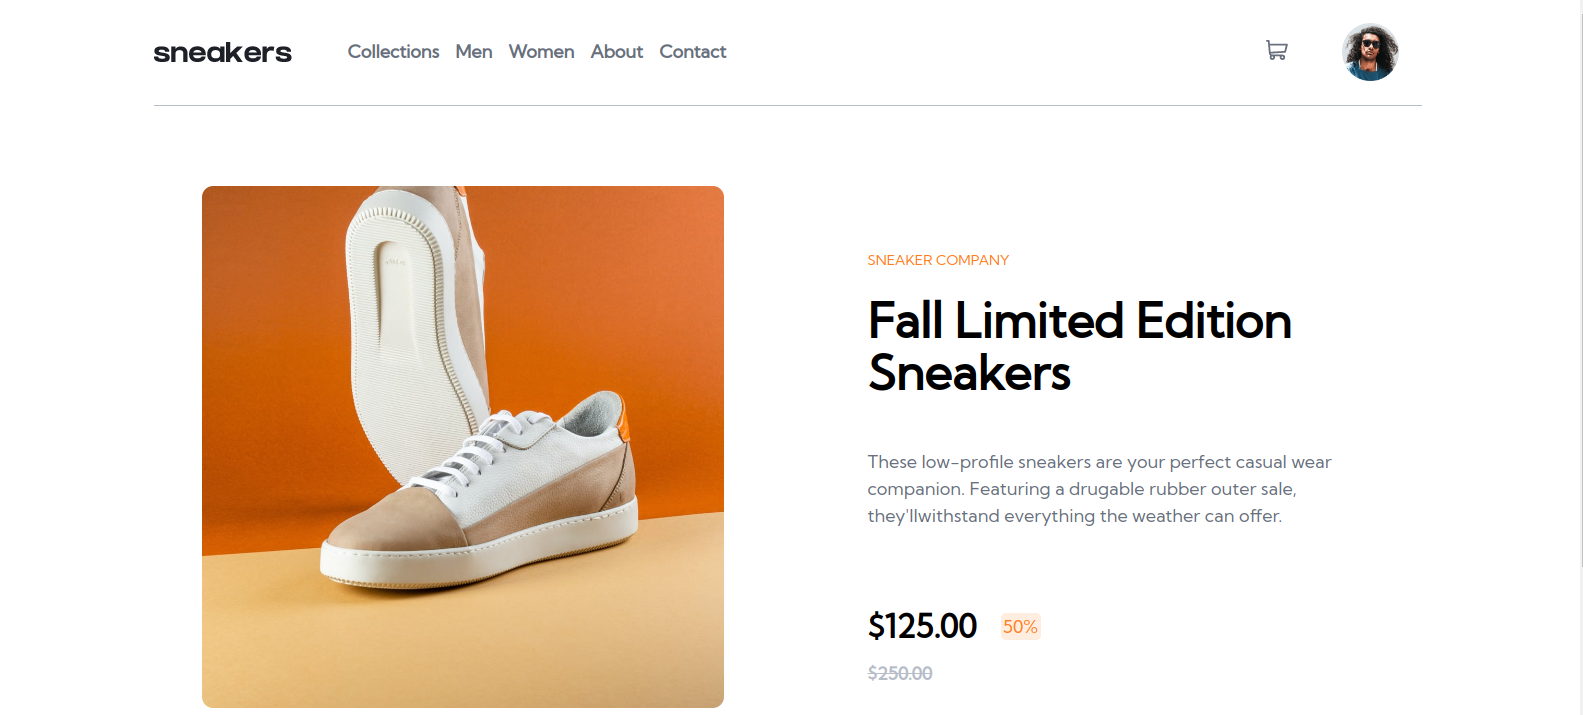 sneakers Collections Men Women About Contact
SNEAKER COMPANY
Fall Limited Edition
Sneakers
These low-profile sneakers are your perfect casual wear
companion. Featuring a drugable rubber outer sale,
they'llwithstand everything the weather can offer.
$125.00 50%
$250.00